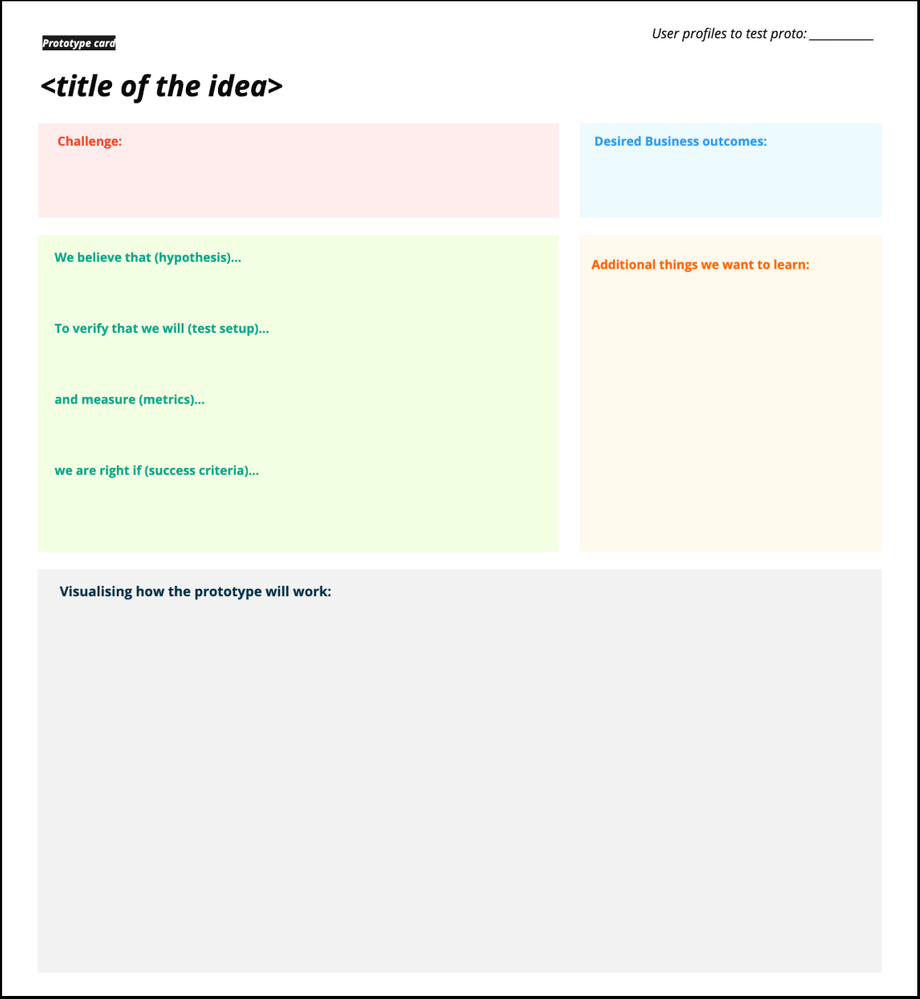 Prototype card
User profiles to test proto: __________
<title of the idea>
Challenge:
Desired Business outcomes:
We believe that (hypothesis)...
To verify that we will (test setup)...
and measure (metrics)...
we are right if (success criteria)...
Additional things we want to learn:
Visualising how the prototype will work: